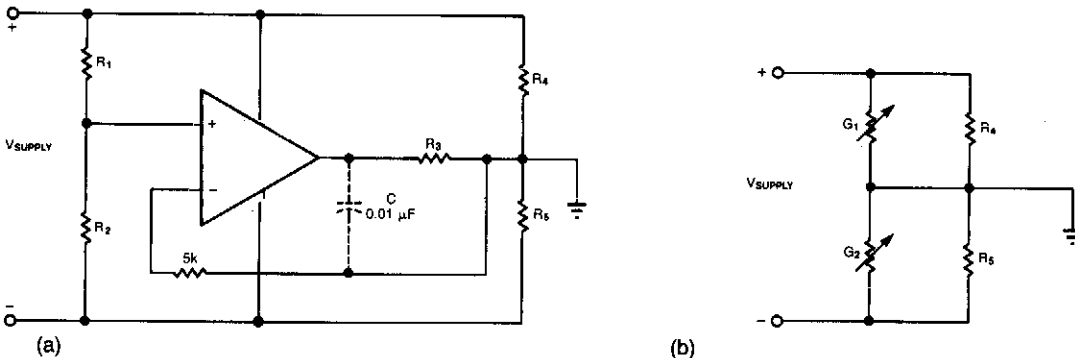 +
R1
R4
+
VSUPPLY
R3
-
C
0.01 µF
R2
R5
5k
−
(a)
+
G1
R4
VSUPPLY
G2
R5
−
(b)